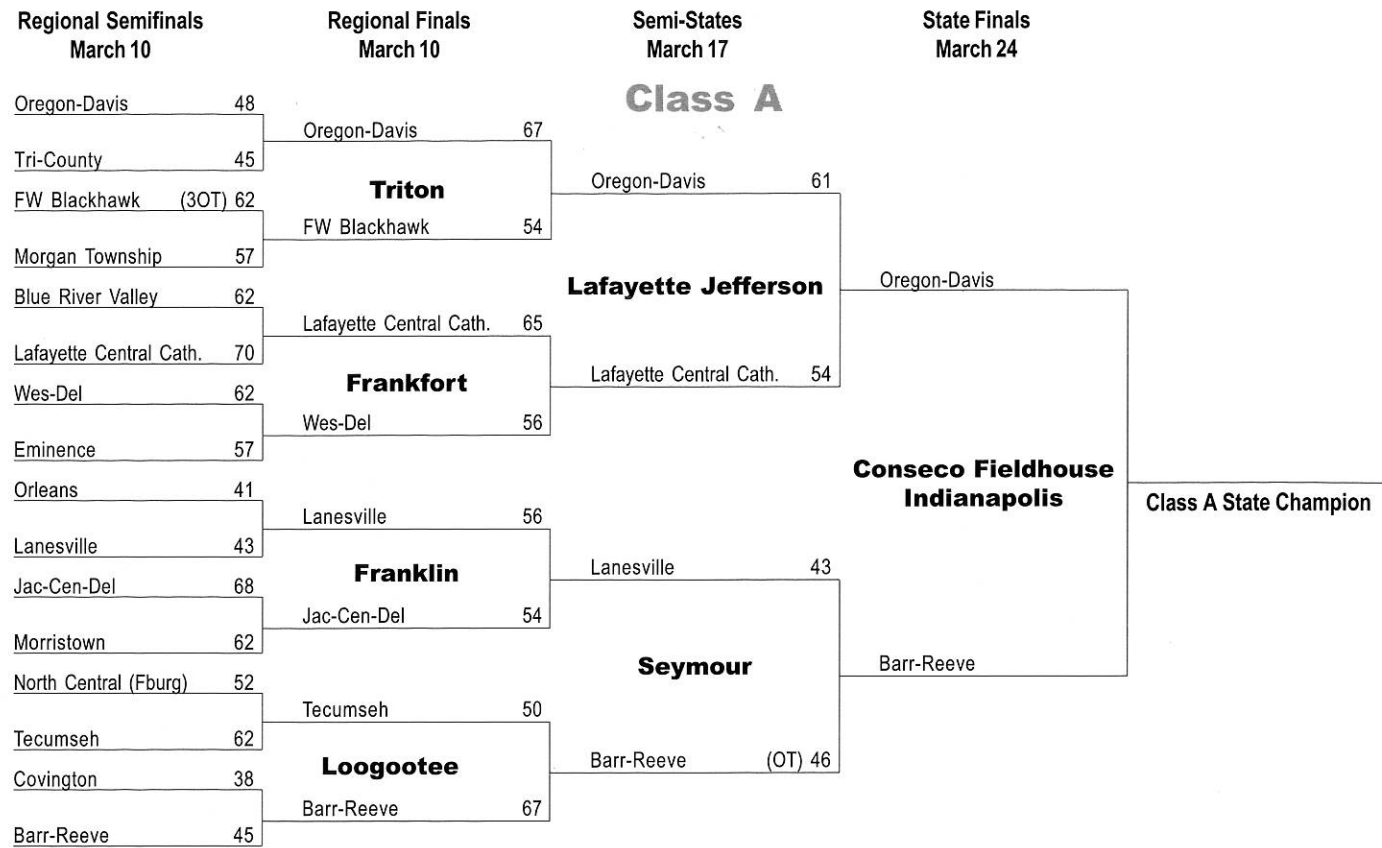 Regional Semifinals
March 10
Regional Finals
March 10
Semi-States
March 17
State Finals
March 24
Class A
Oregon-Davis 48
Tri-County 45
FW Blackhawk (3OT) 62
Morgan Township 57
Blue River Valley 62
Lafayette Central Cath. 70
Wes-Del 62
Eminence 57
Orleans 41
Lanesville 43
Jac-Cen-Del 68
Morristown 62
North Central (Fburg) 52
Tecumseh 62
Covington 38
Barr-Reeve 45
Oregon-Davis 67
Triton
FW Blackhawk 54
Lafayette Central Cath. 65
Frankfort
Wes-Del 56
Lanesville 56
Franklin
Jac-Cen-Del 54
Tecumseh 50
Loogootee
Barr-Reeve 67
Oregon-Davis 61
Lafayette Jefferson
Lafayette Central Cath. 54
Lanesville 43
Seymour
Barr-Reeve (OT) 46
Oregon-Davis
Conseco Fieldhouse
Indianapolis
Barr-Reeve
Class A State Champion